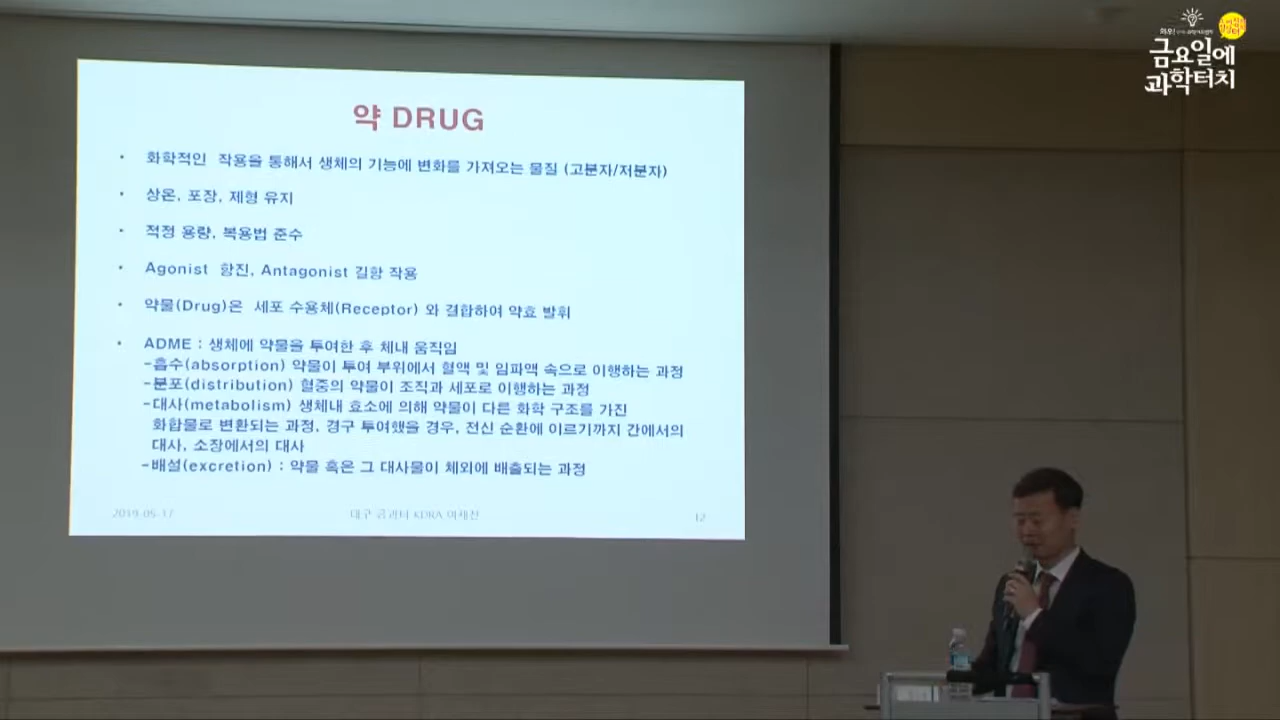 금요일에
과학터치
약 DRUG
• 화학적인 작용을 통해서 생체의 기능에 변화를 가져오는 물질 (고분자/저분자)
• 상온, 포장, 제형 유지
• 적정 용량, 복용법 준수
• Agonist 항진, Antagonist 길항 작용
• 약물(Drug)은 세포 수용체(Receptor) 와 결합하여 약효 발휘
• ADME : 생체에 약물을 투여한 후 체내 움직임
-흡수(absorption) 약물이 투여 부위에서 혈액 및 임파액 속으로 이행하는 과정
-분포(distribution) 혈중의 약물이 조직과 세포로 이행하는 과정
-대사(metabolism) 생체내 효소에 의해 약물이 다른 화학 구조를 가진
화합물로 변환되는 과정. 경구 투여했을 경우, 전신 순환에 이르기까지 간에서의
대사, 소장에서의 대사
-배설(excretion) : 약물 혹은 그 대사물이 체외에 배출되는 과정
2019-05-17
대구 금과터 KDRA 여재천
12